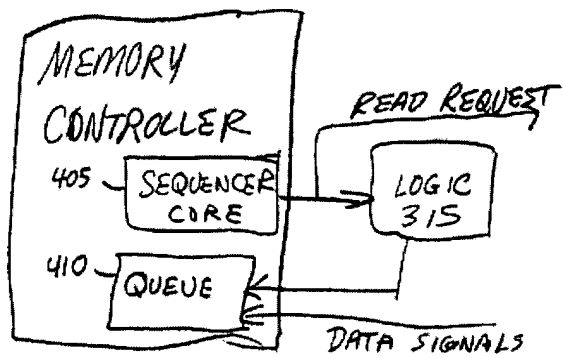 MEMORY
CONTROLLER
READ REQUEST
405
SEQUENCER
CORE
LOGIC
315
410
QUEUE
DATA SIGNALS